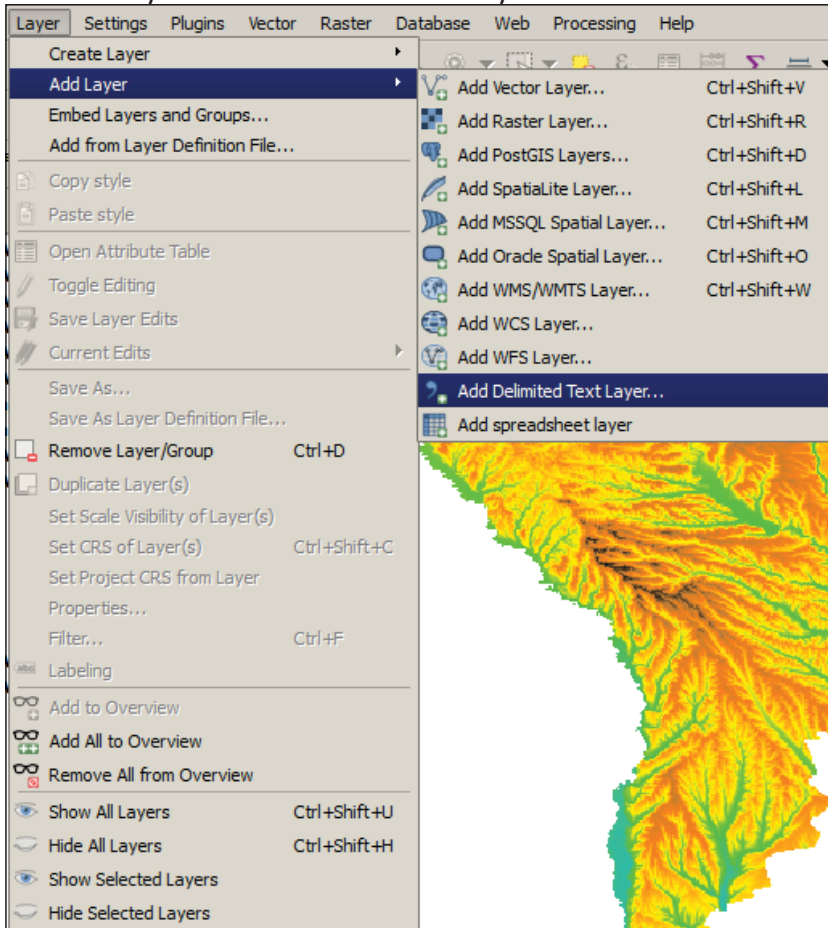 Layer Settings Plugins Vector Raster Database Web Processing Help
Create Layer
Add Layer
Embed Layers and Groups...
Add from Layer Definition File...
Copy style
Paste style
Open Attribute Table
Toggle Editing
Save Layer Edits
Current Edits
Save As...
Save As Layer Definition File...
Remove Layer/Group Ctrl+D
Duplicate Layer(s)
Set Scale Visibility of Layer(s)
Set CRS of Layer(s) Ctrl+Shift+C
Set Project CRS from Layer
Properties...
Filter... Ctrl+F
abc Labeling
Add to Overview
Add All to Overview
Remove All from Overview
Show All Layers Ctrl+Shift+U
Hide All Layers Ctrl+Shift+H
Show Selected Layers
Hide Selected Layers
Add Vector Layer... Ctrl+Shift+V
Add Raster Layer... Ctrl+Shift+R
Add PostGIS Layers... Ctrl+Shift+D
Add SpatiaLite Layer... Ctrl+Shift+L
Add MSSQL Spatial Layer... Ctrl+Shift+M
Add Oracle Spatial Layer... Ctrl+Shift+O
Add WMS/WMTS Layer... Ctrl+Shift+W
Add WCS Layer...
Add WFS Layer...
Add Delimited Text Layer...
Add spreadsheet layer